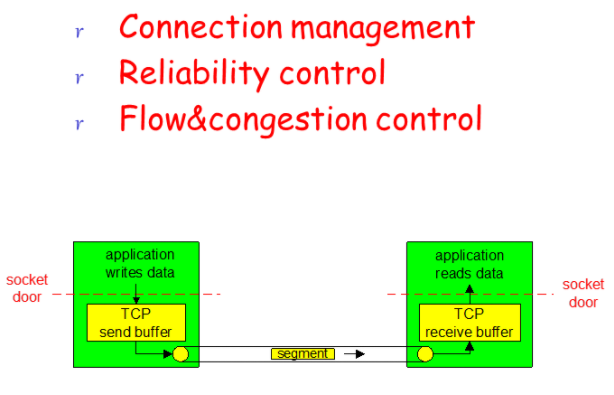 r Connection management
r Reliability control
r Flow&congestion control
application
writes data
socket
door
TCP
send buffer
segment
application
reads data
socket
door
TCP
receive buffer